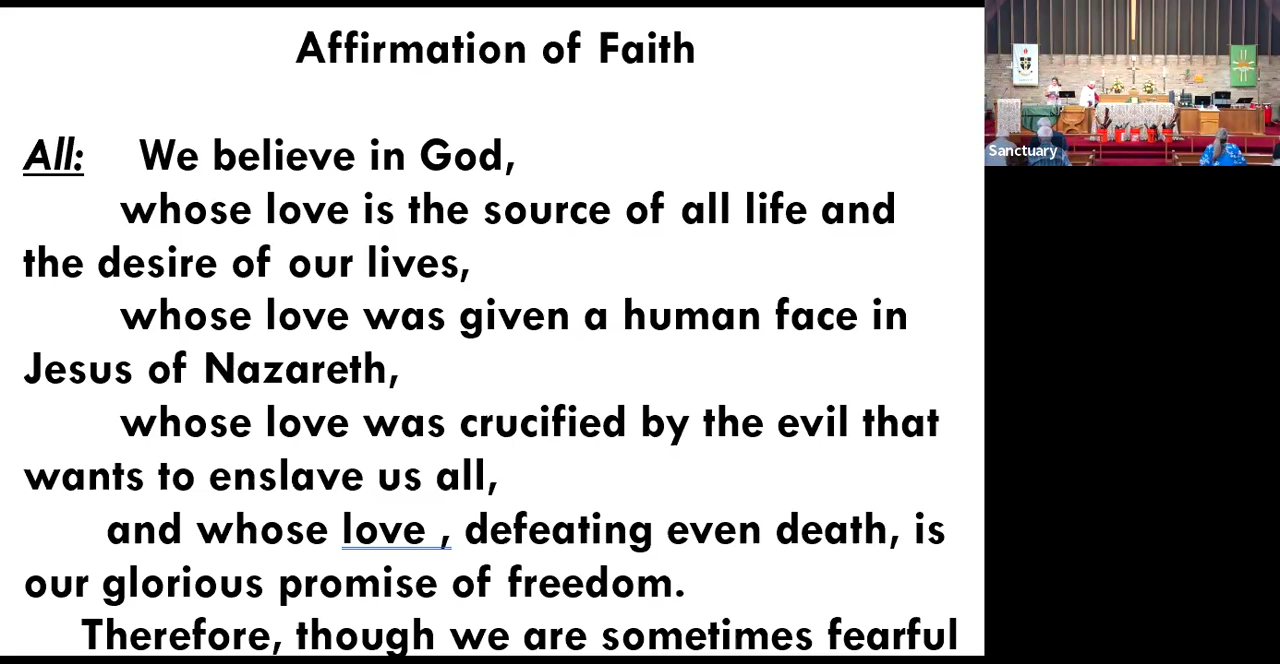 Affirmation of Faith
All: We believe in God,
whose love is the source of all life and
the desire of our lives,
whose love was given a human face in
Jesus of Nazareth,
whose love was crucified by the evil that
wants to enslave us all,
and whose love , defeating even death, is
our glorious promise of freedom.
Therefore, though we are sometimes fearful
Sanctuary